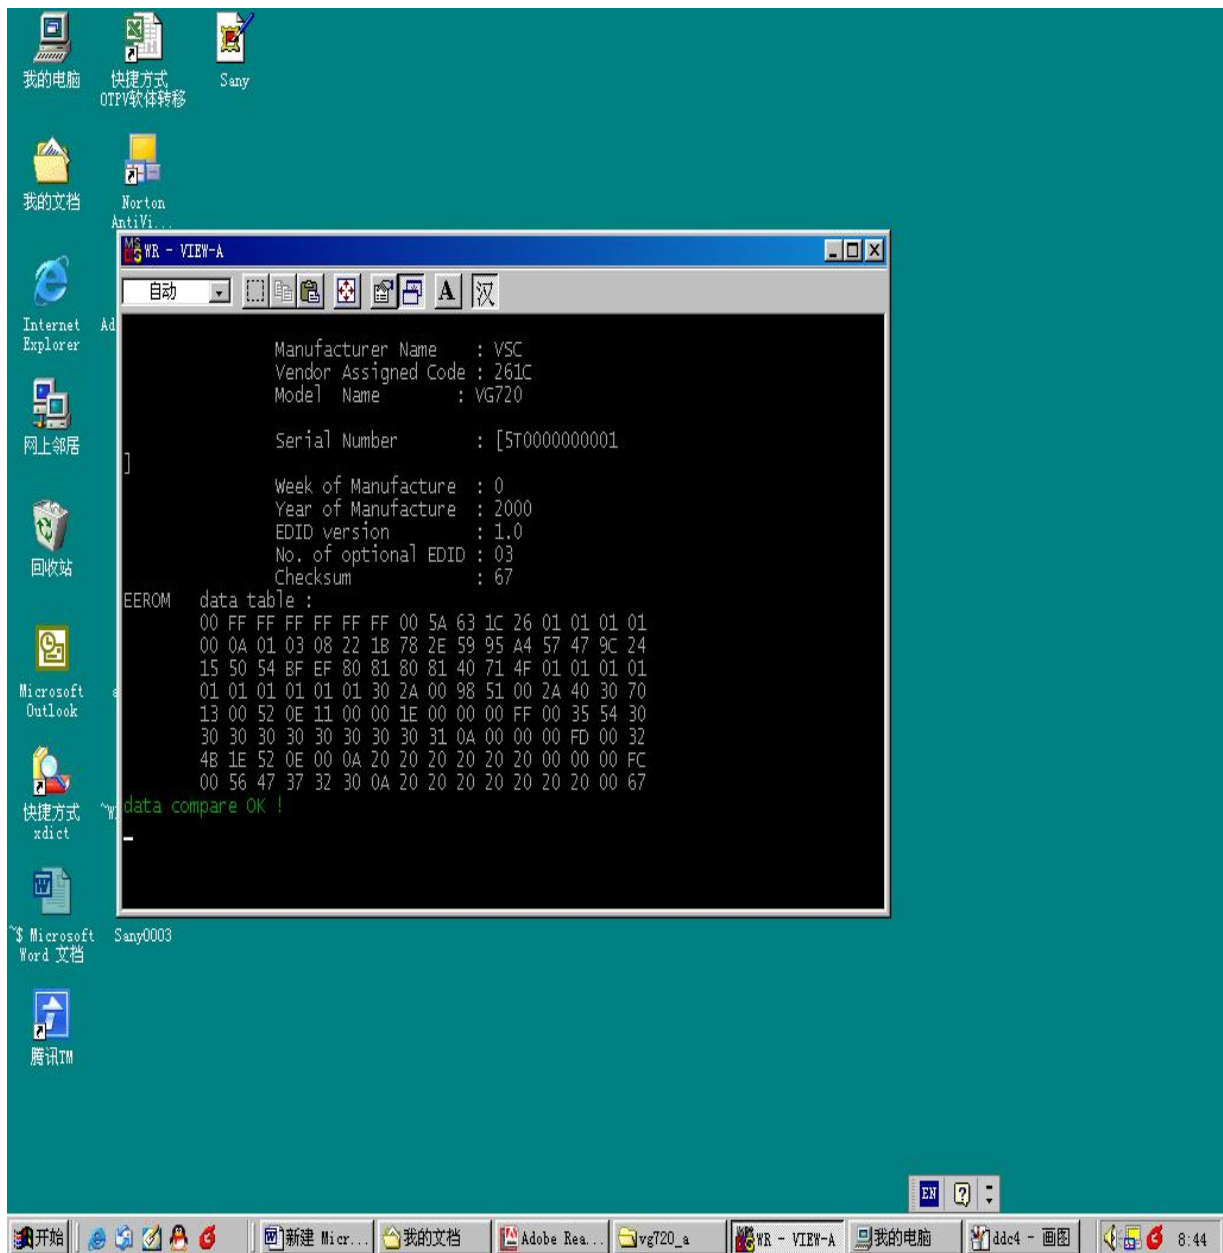 我的电脑
快捷方式
OTPV软体转移
Sany
我的文档
Norton
AntiVi...
Internet
Explorer
Ad
网上邻居
回收站
Microsoft
Outlook
快捷方式
xdict
~$ Microsoft
Word 文档
Sany0003
腾讯TM
WR - VIEW-A
自动
A
汉
Manufacturer Name : VSC
Vendor Assigned Code : 261C
Model Name : VG720
Serial Number : [5T0000000001
]
Week of Manufacture : 0
Year of Manufacture : 2000
EDID version : 1.0
No. of optional EDID : 03
Checksum : 67
EEROM data table :
00 FF FF FF FF FF FF 00 5A 63 1C 26 01 01 01 01
00 0A 01 03 08 22 1B 78 2E 59 95 A4 57 47 9C 24
15 50 54 BF EF 80 81 80 81 40 71 4F 01 01 01 01
01 01 01 01 01 01 30 2A 00 98 51 00 2A 40 30 70
13 00 52 0E 11 00 00 1E 00 00 00 FF 00 35 54 30
30 30 30 30 30 30 30 30 31 0A 00 00 00 FD 00 32
4B 1E 52 0E 00 0A 20 20 20 20 20 20 00 00 00 FC
00 56 47 37 32 30 0A 20 20 20 20 20 20 20 00 67
data compare OK !
EN
开始
新建 Micr...
我的文档
Adobe Rea...
vg720_a
WR - VIEW-A
我的电脑
ddc4 - 画图
8:44